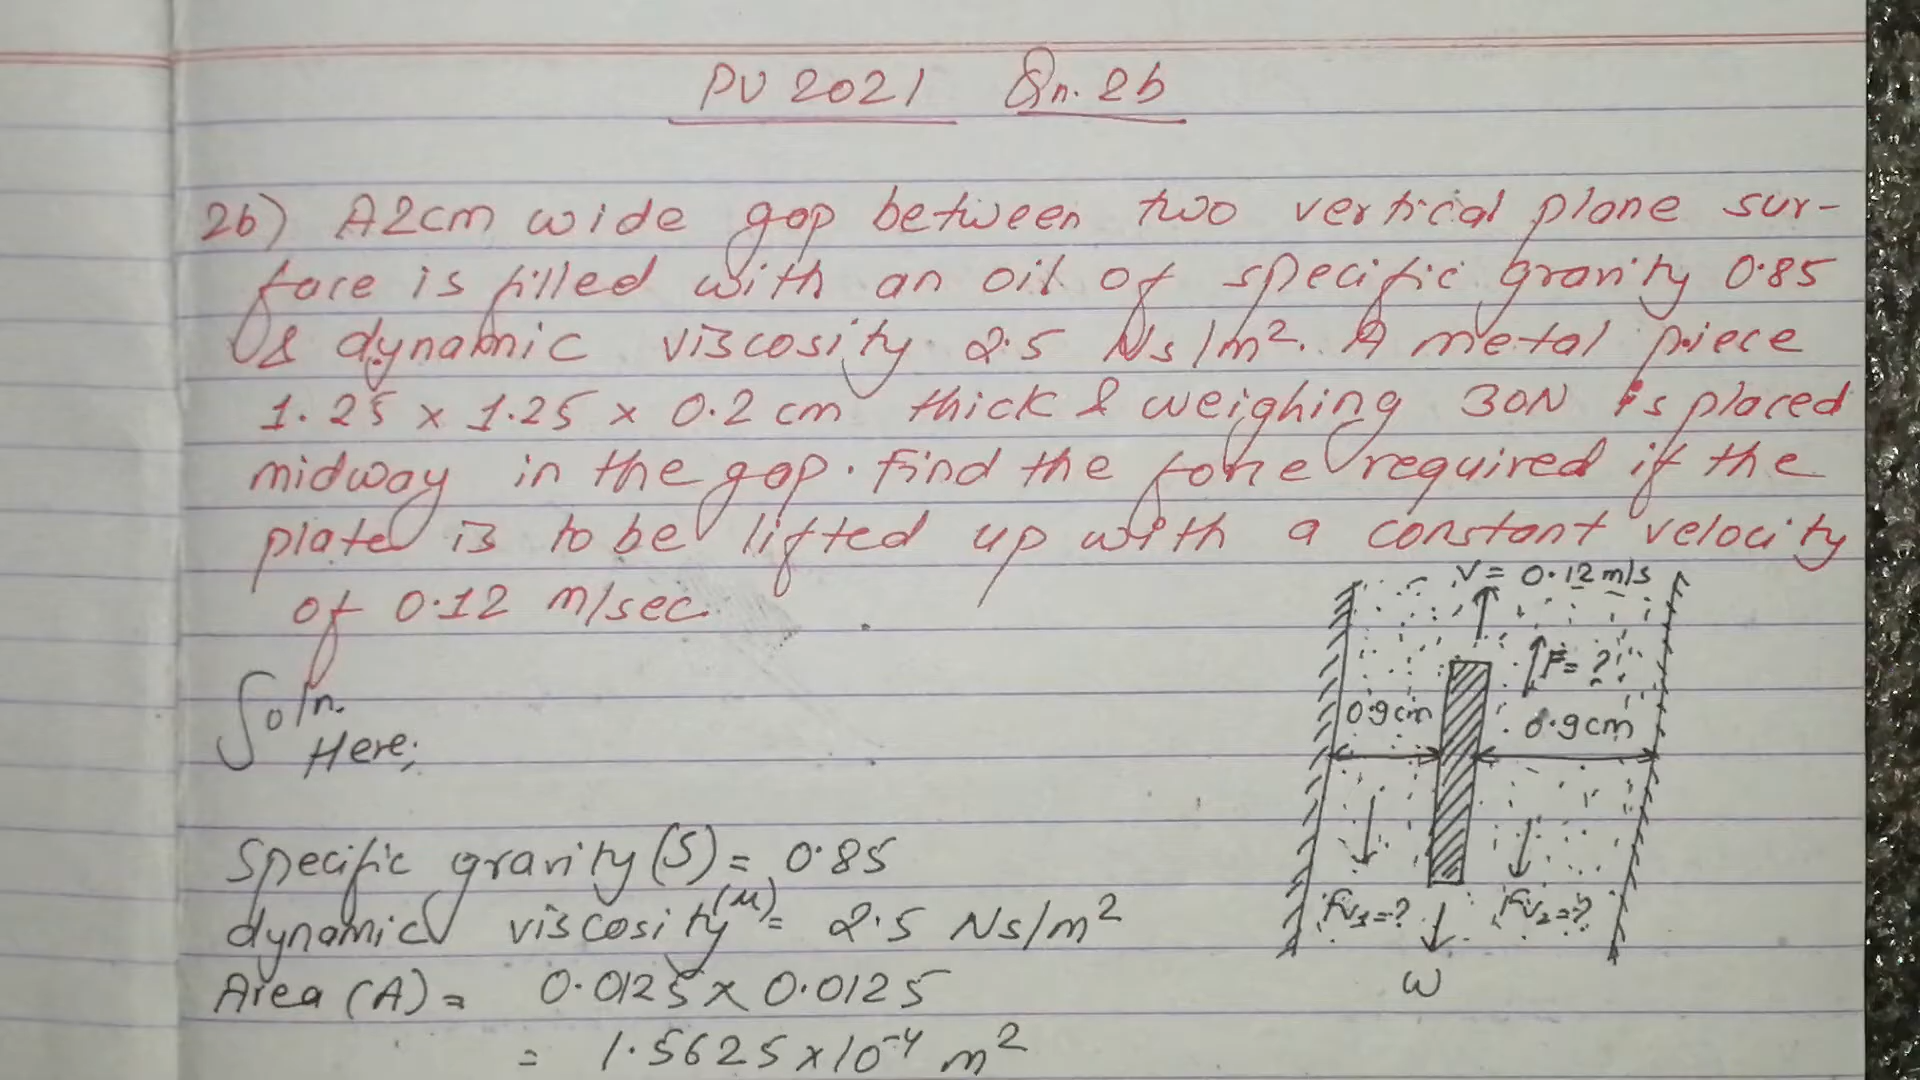 PU 2021 Qn. 2b
2b) A 2cm wide gap between two vertical plane sur-
face is filled with an oil of specific gravity 0.85
& dynamic viscosity 2.5 Ns/m². A metal piece
1.25 x 1.25 x 0.2 cm thick & weighing 30N is placed
midway in the gap. Find the force required if the
plate is to be lifted up with a constant velocity
of 0.12 m/sec.
V = 0.12 m/s
F = ?
Soln.
Here;
0.9cm
0.9cm
Specific gravity (S) = 0.85
dynamic viscosity (μ) = 2.5 Ns/m²
Fv₁ = ?
Fv₂ = ?
Area (A) = 0.0125 x 0.0125
W
= 1.5625 x 10⁻⁴ m²